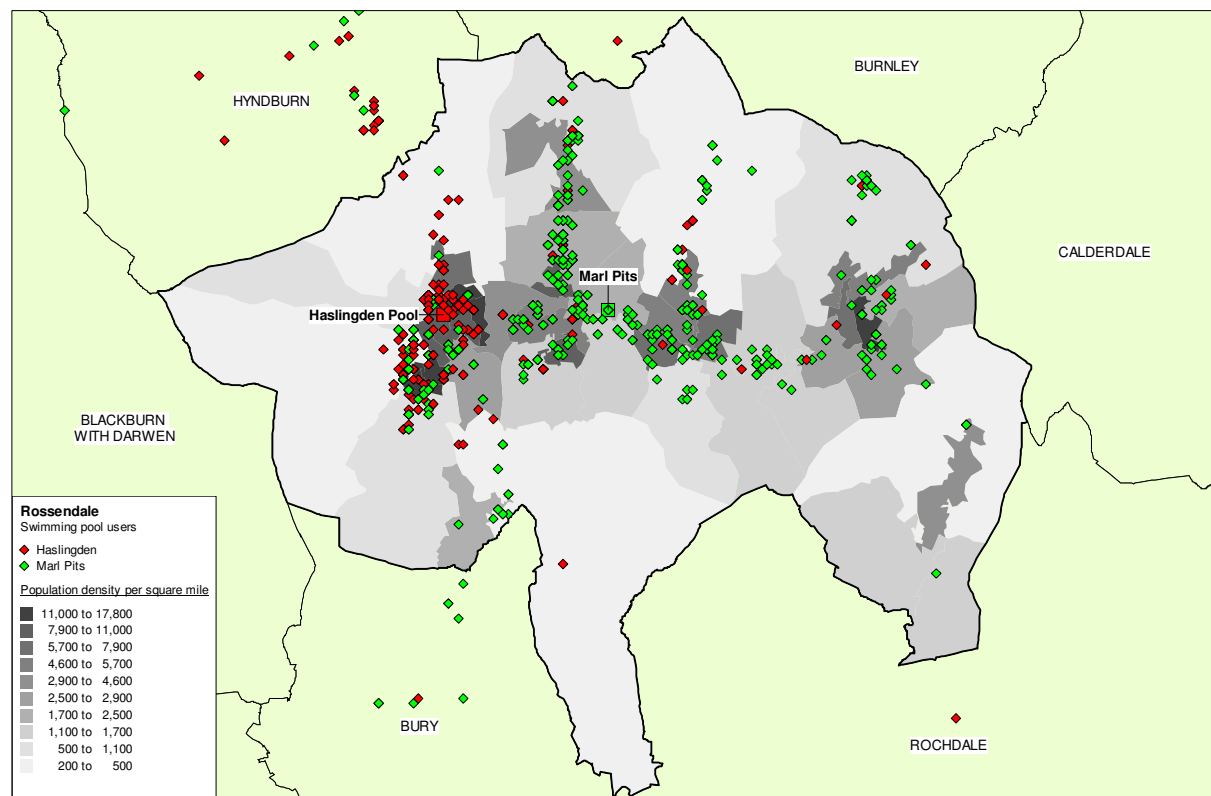 BURNLEY
HYNDBURN
CALDERDALE
Marl Pits
Haslingden Pool
BLACKBURN
WITH DARWEN
Rossendale
Swimming pool users
Haslingden
Marl Pits
Population density per square mile
11,000 to 17,800
7,900 to 11,000
5,700 to 7,900
4,600 to 5,700
2,900 to 4,600
2,500 to 2,900
1,700 to 2,500
1,100 to 1,700
500 to 1,100
200 to 500
BURY
ROCHDALE